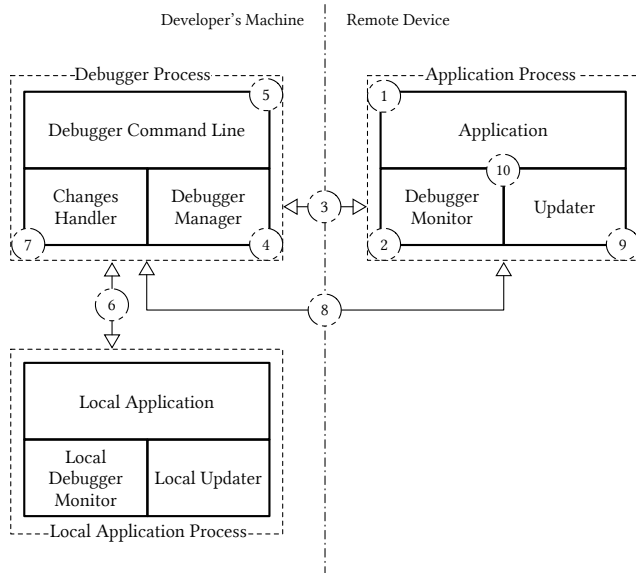 Developer's Machine
Remote Device
Debugger Process
Application Process
5
1
Debugger Command Line
Application
10
Changes
Handler
Debugger
Manager
3
Debugger
Monitor
Updater
7
4
2
9
6
8
Local Application
Local
Debugger
Monitor
Local Updater
Local Application Process